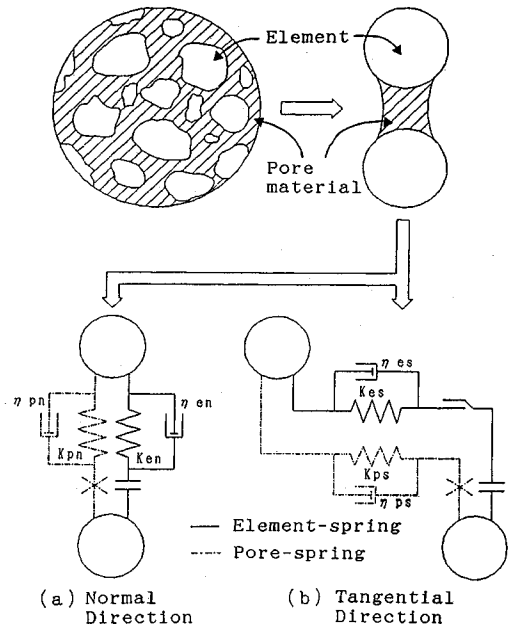 Element
Pore
material
η pn
η en
Kpn
Ken
η es
Kes
Kps
η ps
Element-spring
Pore-spring
(a) Normal
Direction
(b) Tangential
Direction